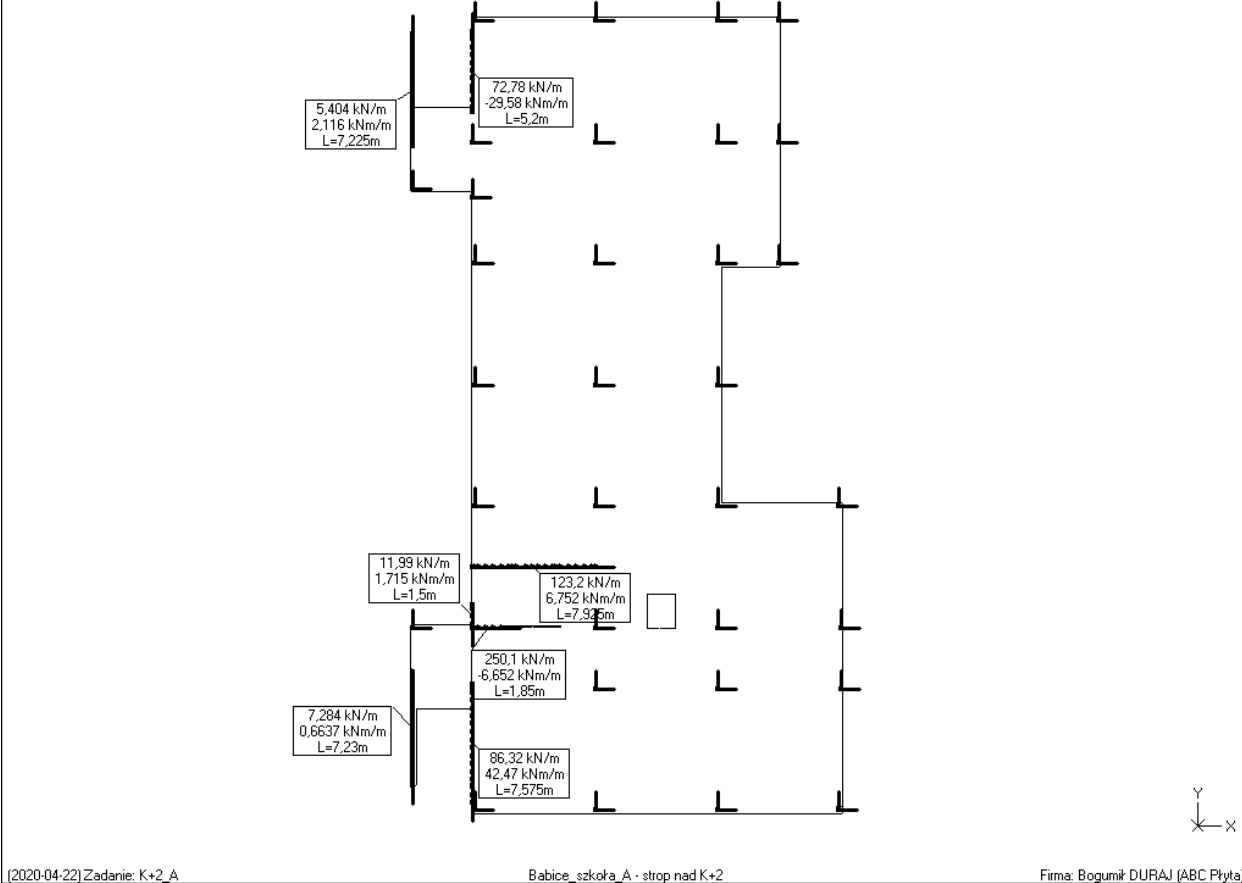 72,78 kN/m
-29,58 kNm/m
L=5,2m
5,404 kN/m
2,116 kNm/m
L=7,225m
11,99 kN/m
1,715 kNm/m
L=1,5m
123,2 kN/m
6,752 kNm/m
L=7,925m
250,1 kN/m
-6,652 kNm/m
L=1,85m
7,284 kN/m
0,6637 kNm/m
L=7,23m
86,32 kN/m
42,47 kNm/m
L=7,575m
Y
X
(2020-04-22) Zadanie: K+2_A
Babice_szkoła_A - strop nad K+2
Firma: Bogumił DURAJ (ABC Płyta)